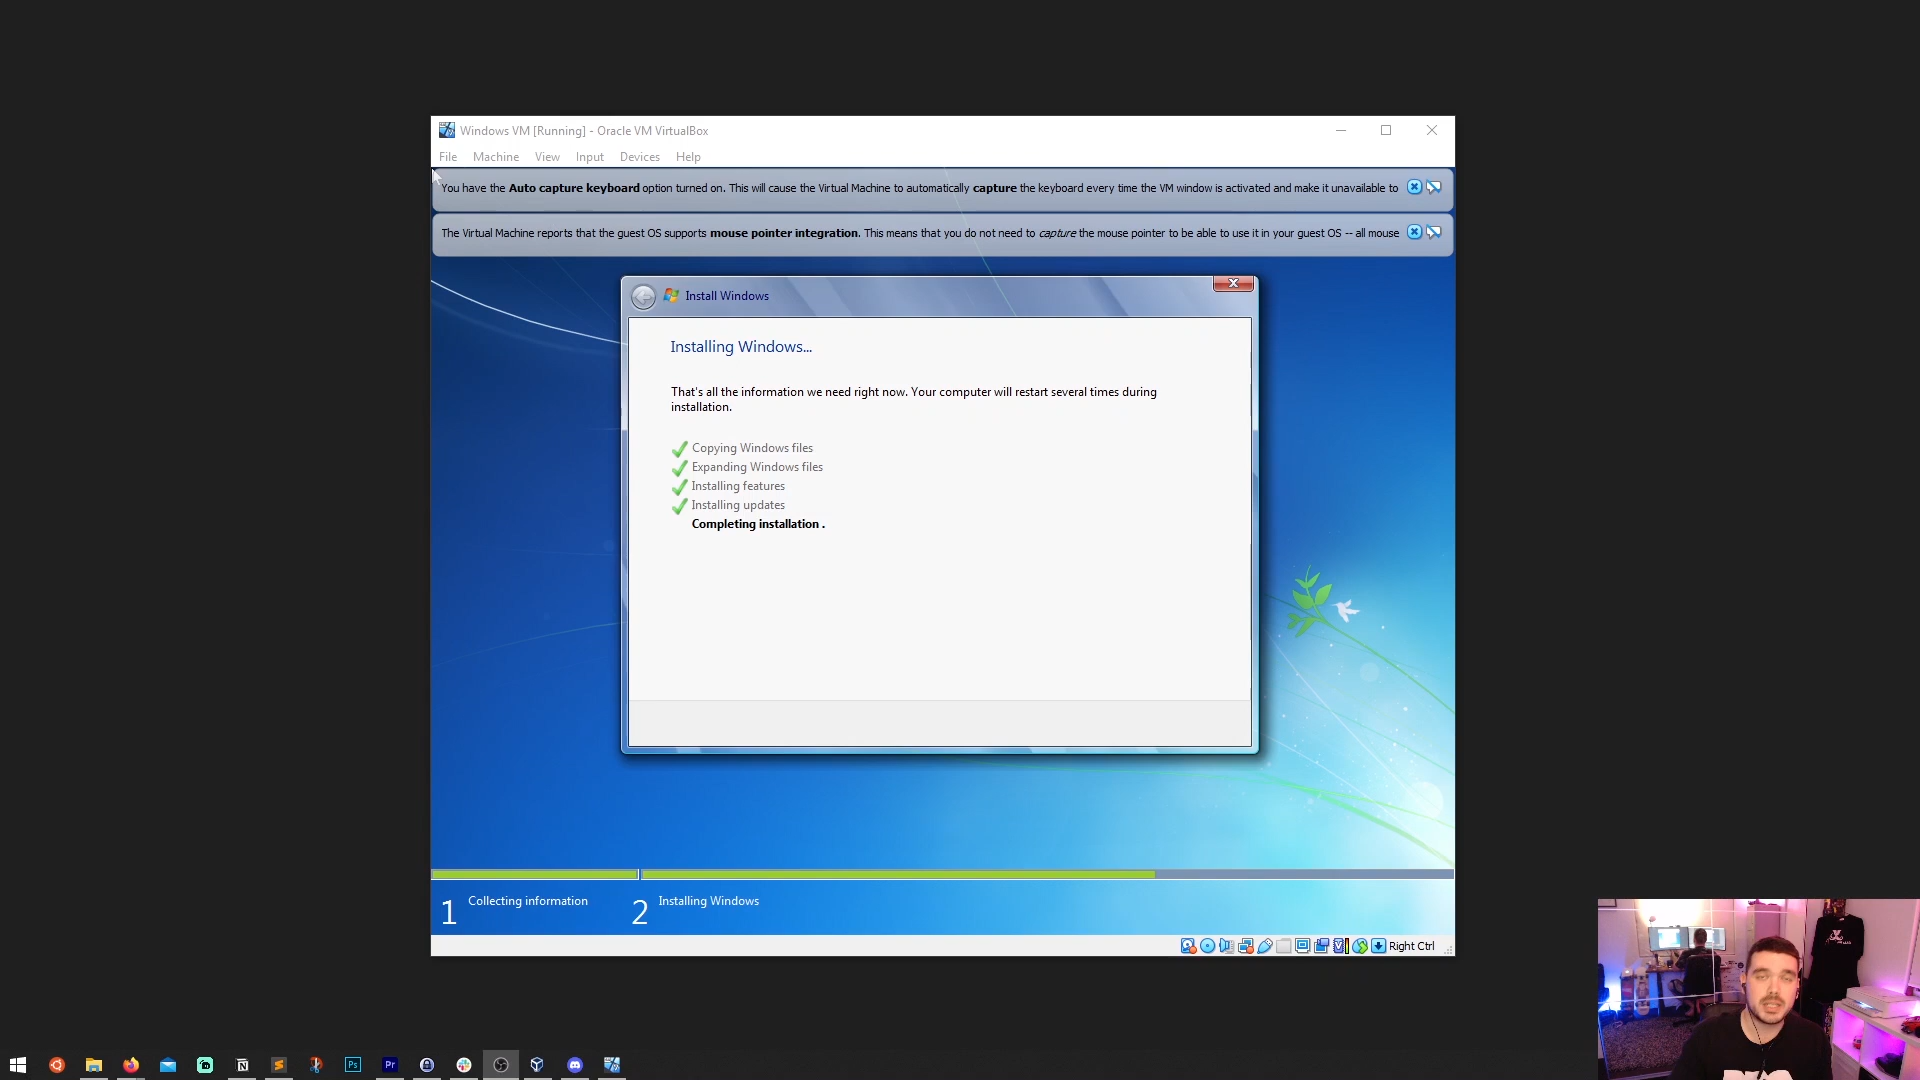 Windows VM [Running] - Oracle VM VirtualBox
File Machine View Input Devices Help
You have the Auto capture keyboard option turned on. This will cause the Virtual Machine to automatically capture the keyboard every time the VM window is activated and make it unavailable to
The Virtual Machine reports that the guest OS supports mouse pointer integration. This means that you do not need to capture the mouse pointer to be able to use it in your guest OS -- all mouse
Install Windows
Installing Windows...
That's all the information we need right now. Your computer will restart several times during
installation.
Copying Windows files
Expanding Windows files
Installing features
Installing updates
Completing installation .
1 Collecting information 2 Installing Windows
Right Ctrl
Ps Pr